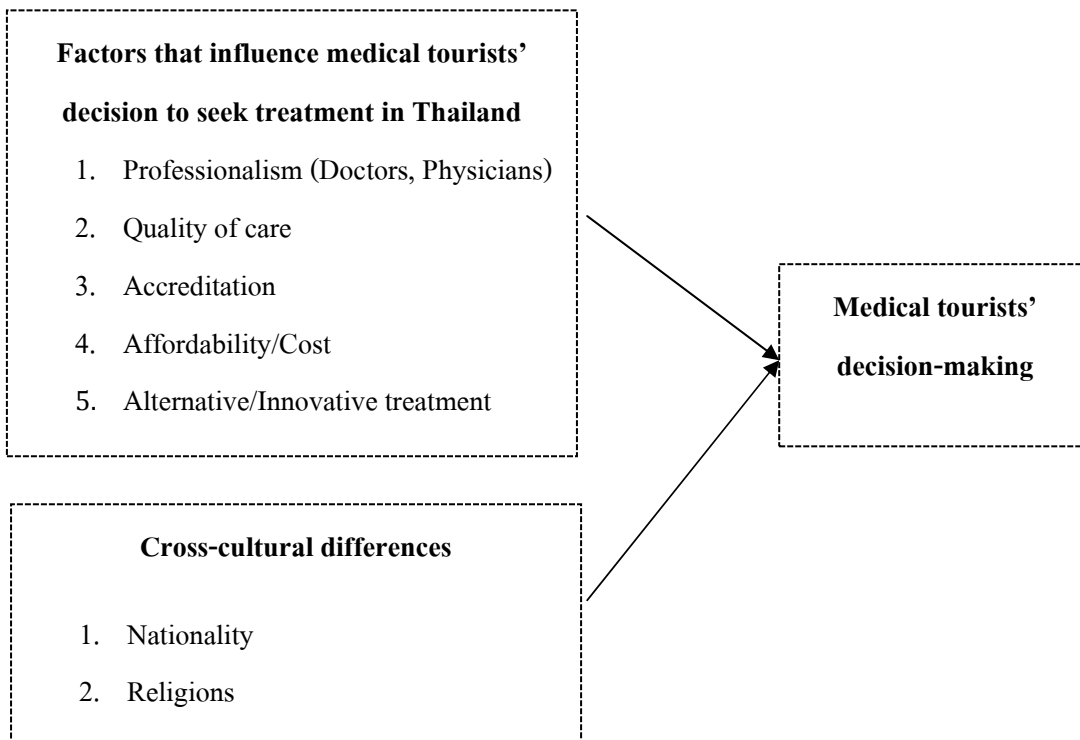 Factors that influence medical tourists’
decision to seek treatment in Thailand
1. Professionalism (Doctors, Physicians)
2. Quality of care
3. Accreditation
4. Affordability/Cost
5. Alternative/Innovative treatment
Medical tourists’
decision-making
Cross-cultural differences
1. Nationality
2. Religions